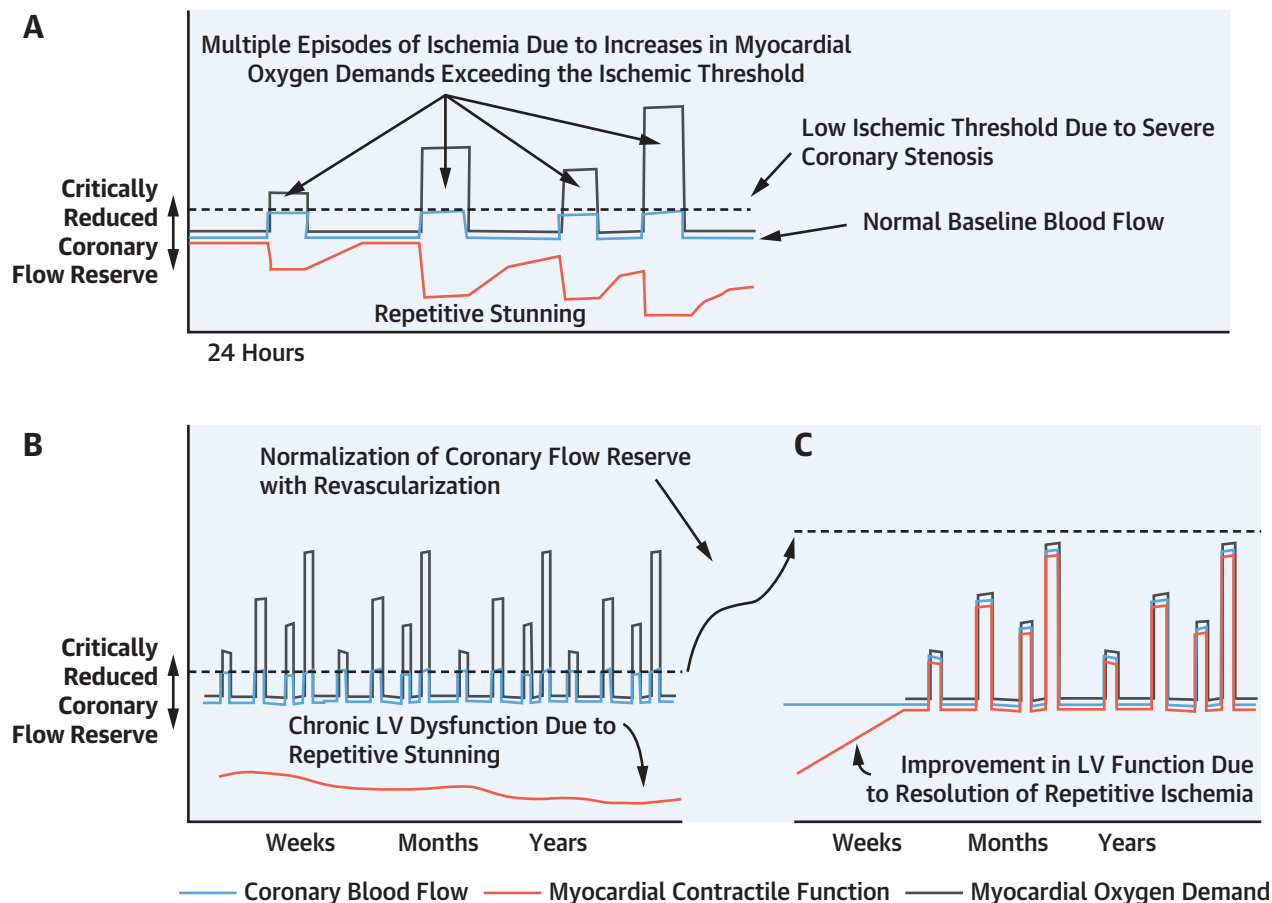 A
Multiple Episodes of Ischemia Due to Increases in Myocardial
Oxygen Demands Exceeding the Ischemic Threshold
Low Ischemic Threshold Due to Severe
Coronary Stenosis
Critically
Reduced
Coronary
Flow Reserve
Normal Baseline Blood Flow
Repetitive Stunning
24 Hours
B
Normalization of Coronary Flow Reserve
with Revascularization
Critically
Reduced
Coronary
Flow Reserve
Chronic LV Dysfunction Due to
Repetitive Stunning
Weeks Months Years
C
Improvement in LV Function Due
to Resolution of Repetitive Ischemia
Weeks Months Years
Coronary Blood Flow Myocardial Contractile Function Myocardial Oxygen Demand